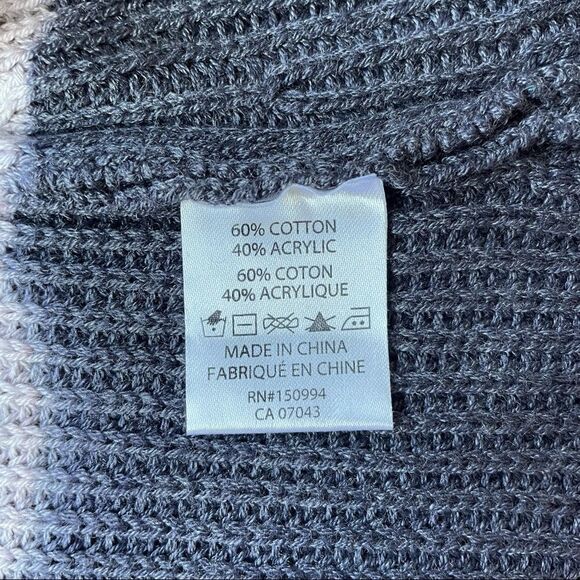 60% COTTON
40% ACRYLIC
60% COTON
40% ACRYLIQUE
MADE IN CHINA
FABRIQUÉ EN CHINE
RN#150994
CA 07043